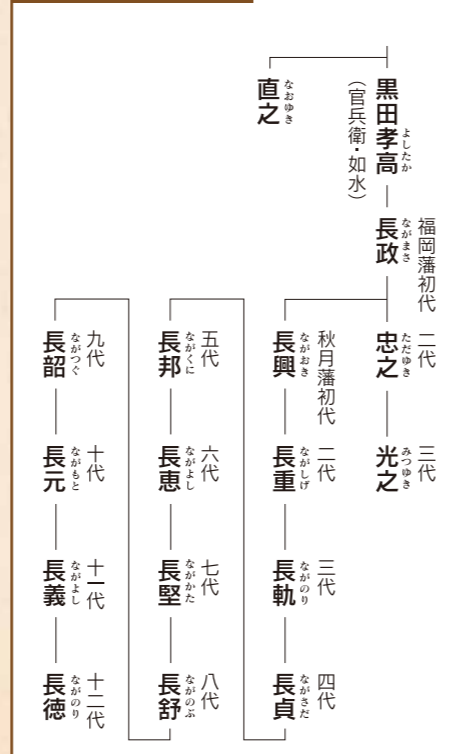 黒田孝高
よしたか
（官兵衛・如水）
直之
なおゆき
福岡藩初代
長政
ながまさ
二代
忠之
ただゆき
三代
光之
みつゆき
秋月藩初代
長興
ながおき
二代
長重
ながしげ
三代
長軌
ながのり
四代
長貞
ながさだ
五代
長邦
ながくに
六代
長恵
ながよし
七代
長堅
ながかた
八代
長舒
ながのぶ
九代
長韶
ながつぐ
十代
長元
ながもと
十一代
長義
ながよし
十二代
長徳
ながのり